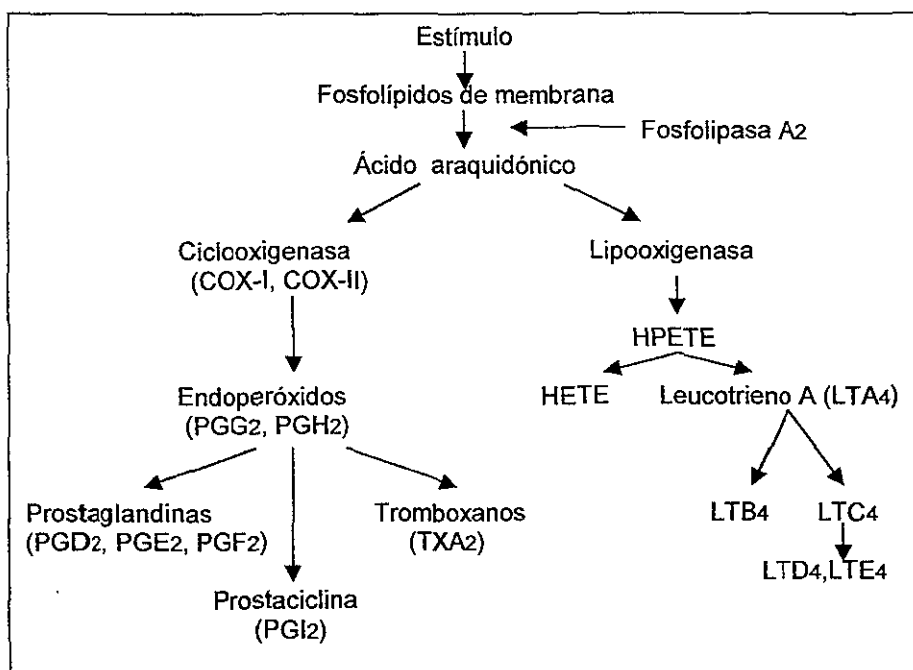 Estímulo
Fosfolípidos de membrana
Fosfolipasa A2
Ácido araquidónico
Ciclooxigenasa
(COX-I, COX-II)
Lipooxigenasa
HPETE
HETE
Leucotrieno A (LTA4)
Endoperóxidos
(PGG2, PGH2)
Prostaglandinas
(PGD2, PGE2, PGF2)
Tromboxanos
(TXA2)
LTB4
LTC4
LTD4,LTE4
Prostaciclina
(PGI2)